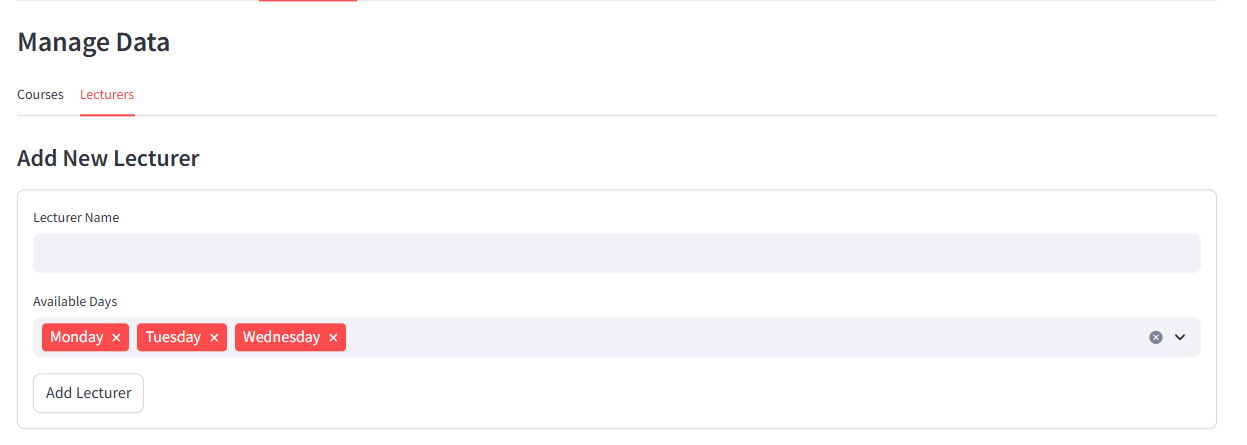 Manage Data
Courses Lecturers
Add New Lecturer
Lecturer Name
Available Days
Monday × Tuesday × Wednesday ×
Add Lecturer